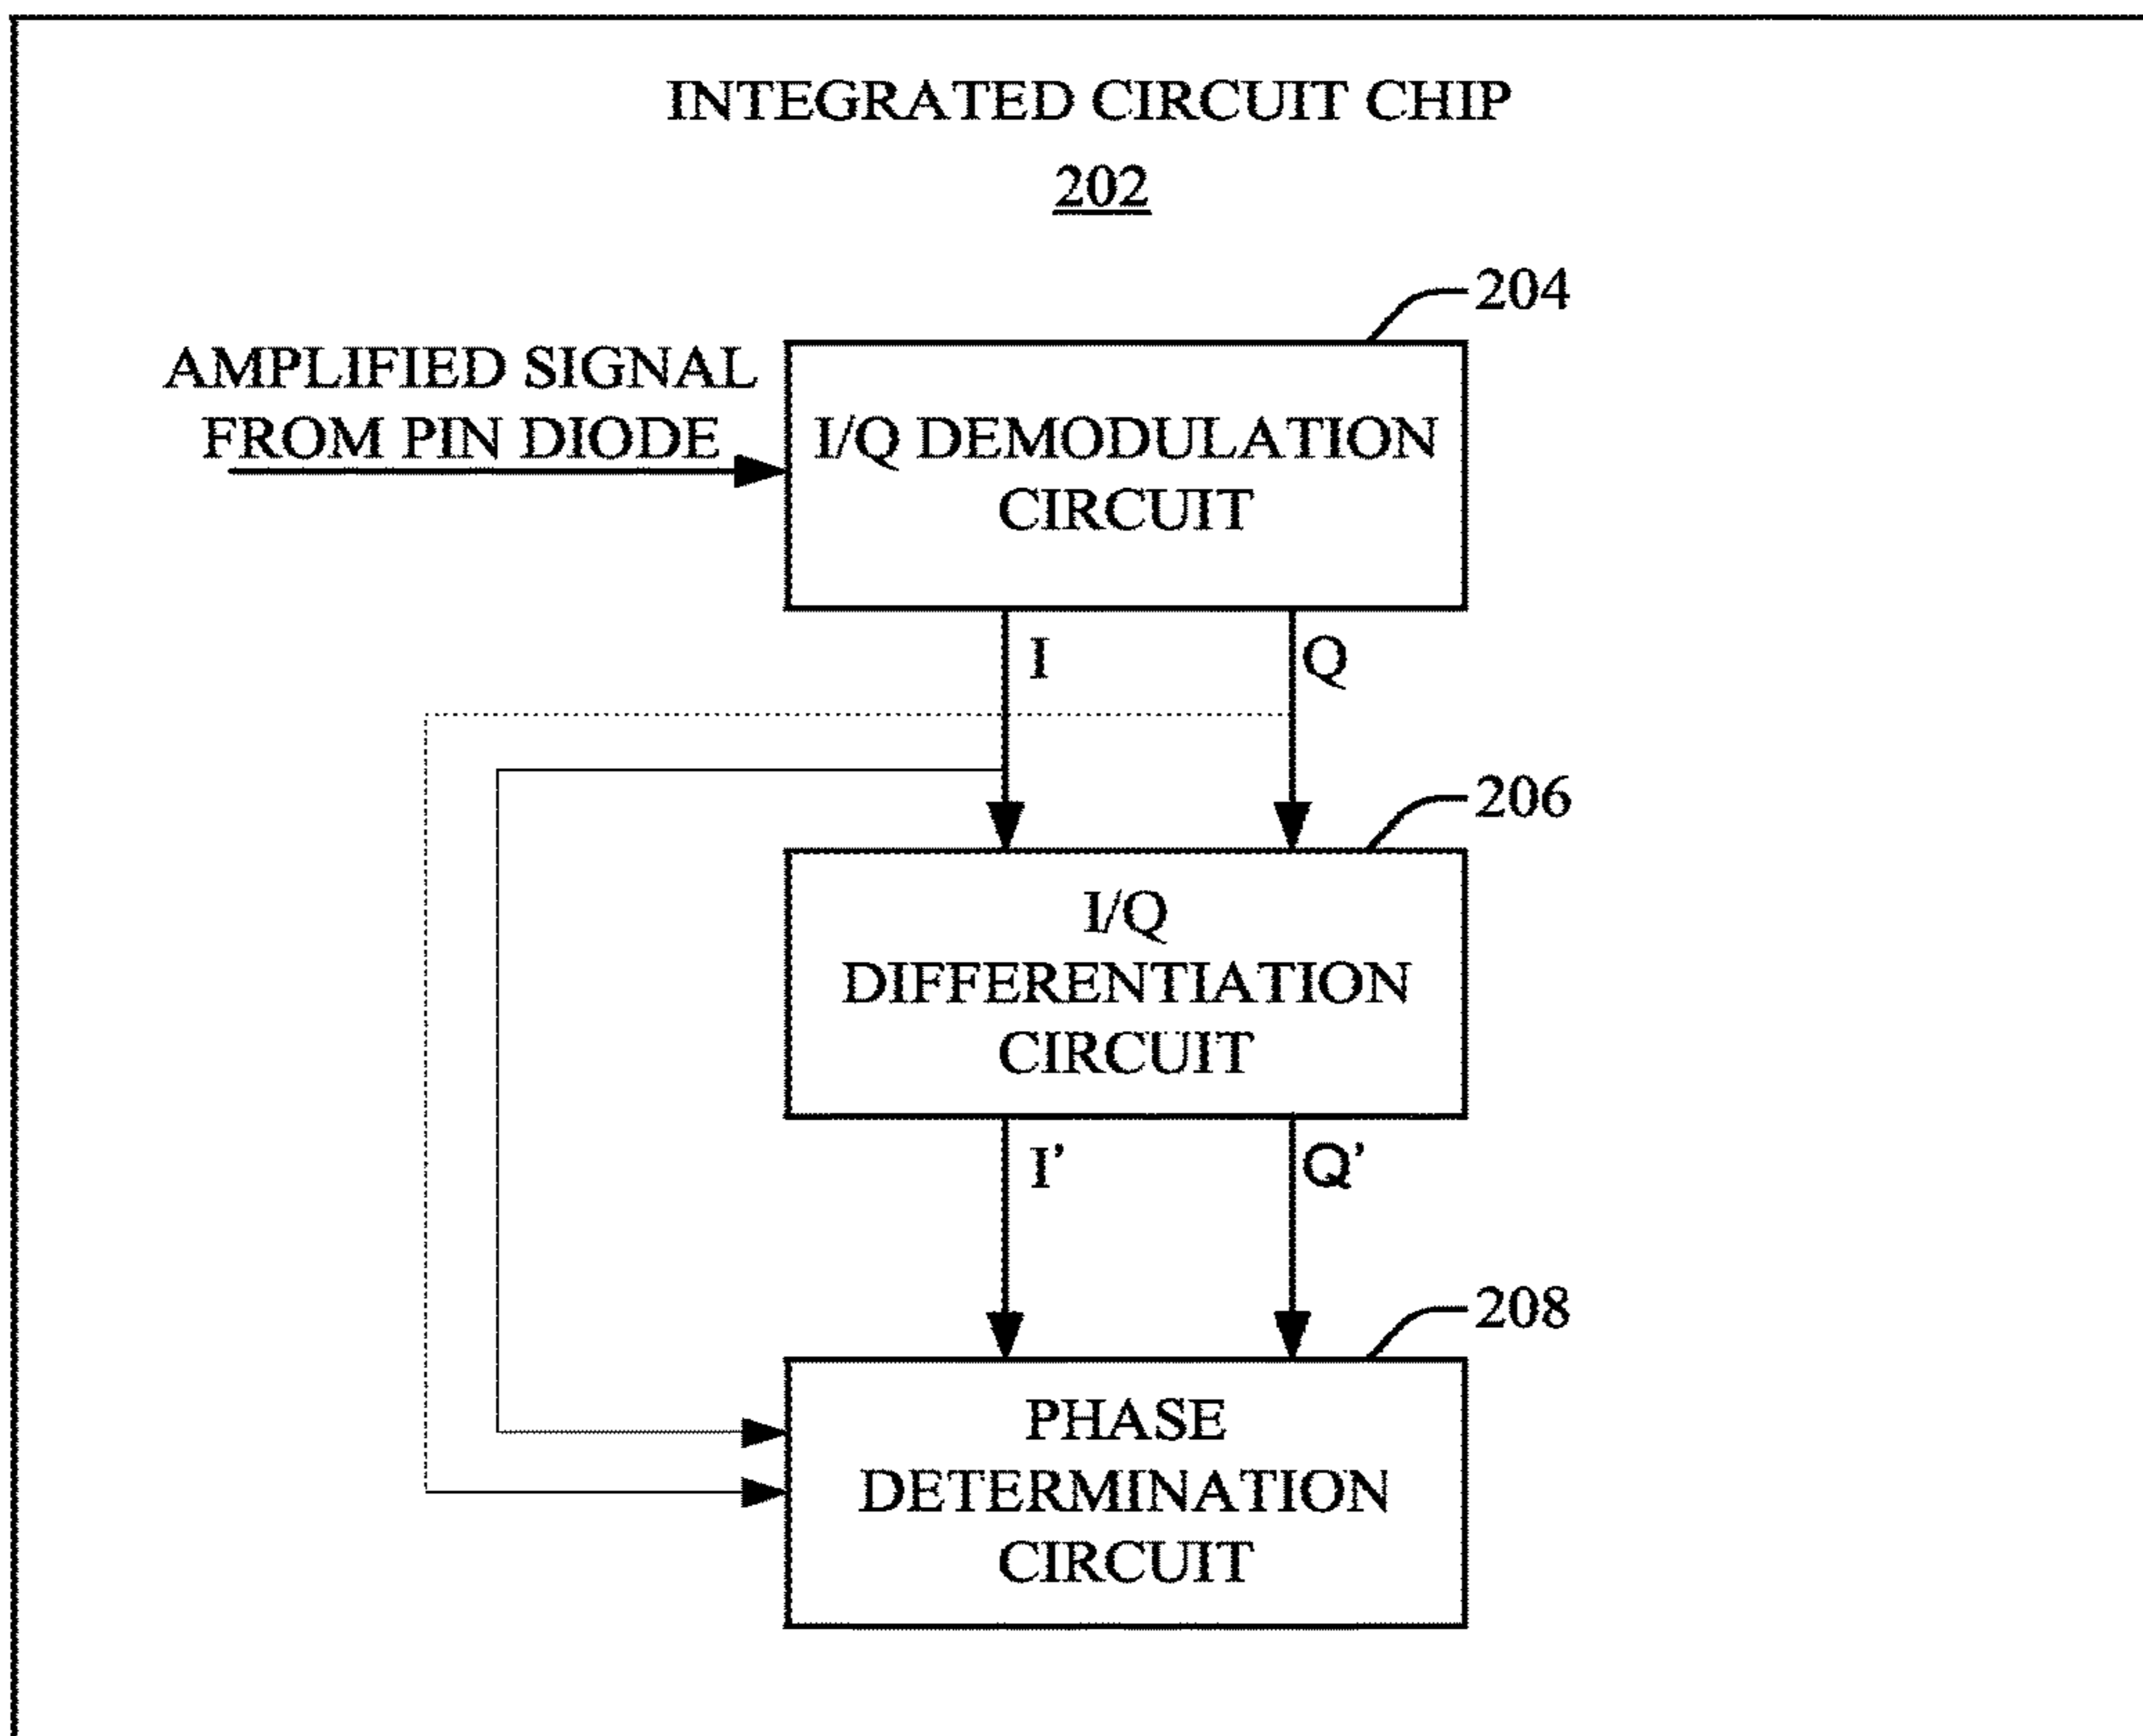 INTEGRATED CIRCUIT CHIP
202
204
AMPLIFIED SIGNAL
FROM PIN DIODE
I/Q DEMODULATION
CIRCUIT
I
Q
206
I/Q
DIFFERENTIATION
CIRCUIT
I’
Q’
208
PHASE
DETERMINATION
CIRCUIT